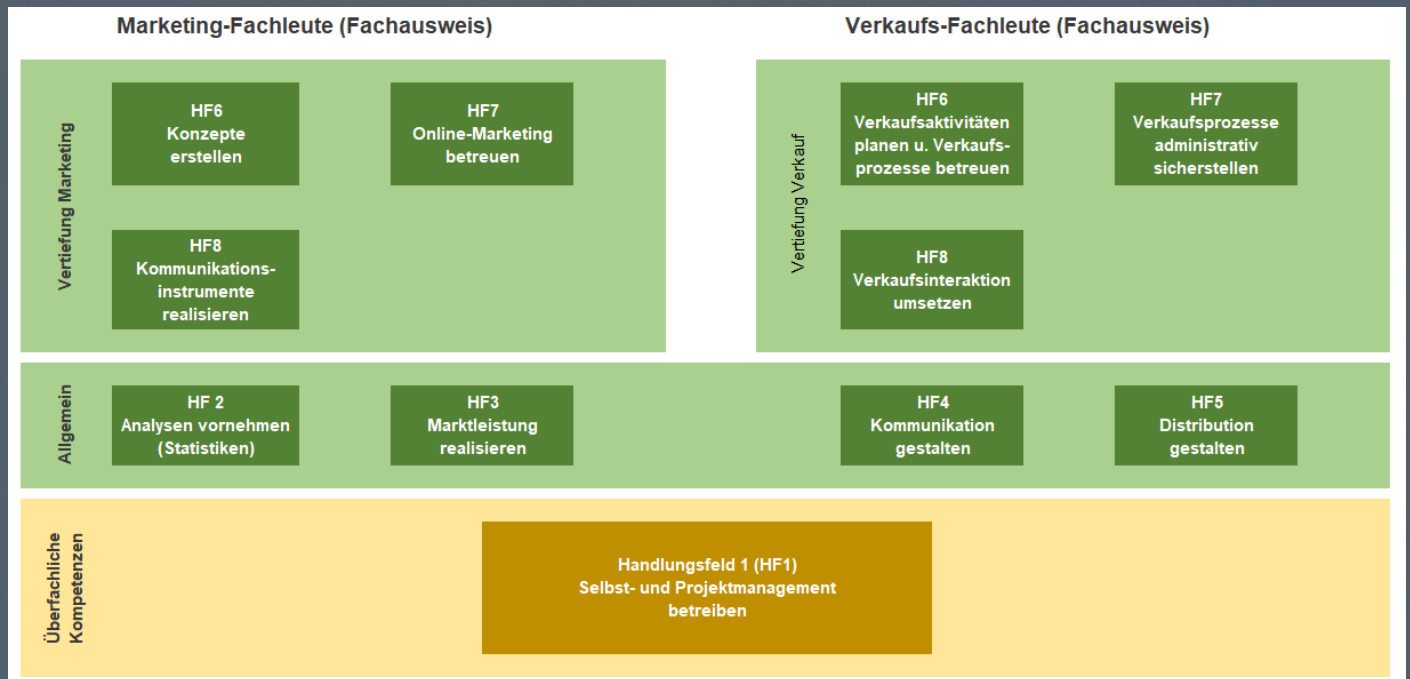 Marketing-Fachleute (Fachausweis)
Verkaufs-Fachleute (Fachausweis)
Vertiefung Marketing
HF6
Konzepte
erstellen
HF7
Online-Marketing
betreuen
HF8
Kommunikations-
instrumente
realisieren
Vertiefung Verkauf
HF6
Verkaufsaktivitäten
planen u. Verkaufs-
prozesse betreuen
HF7
Verkaufsprozesse
administrativ
sicherstellen
HF8
Verkaufsinteraktion
umsetzen
Allgemein
HF 2
Analysen vornehmen
(Statistiken)
HF3
Marktleistung
realisieren
HF4
Kommunikation
gestalten
HF5
Distribution
gestalten
Überfachliche
Kompetenzen
Handlungsfeld 1 (HF1)
Selbst- und Projektmanagement
betreiben